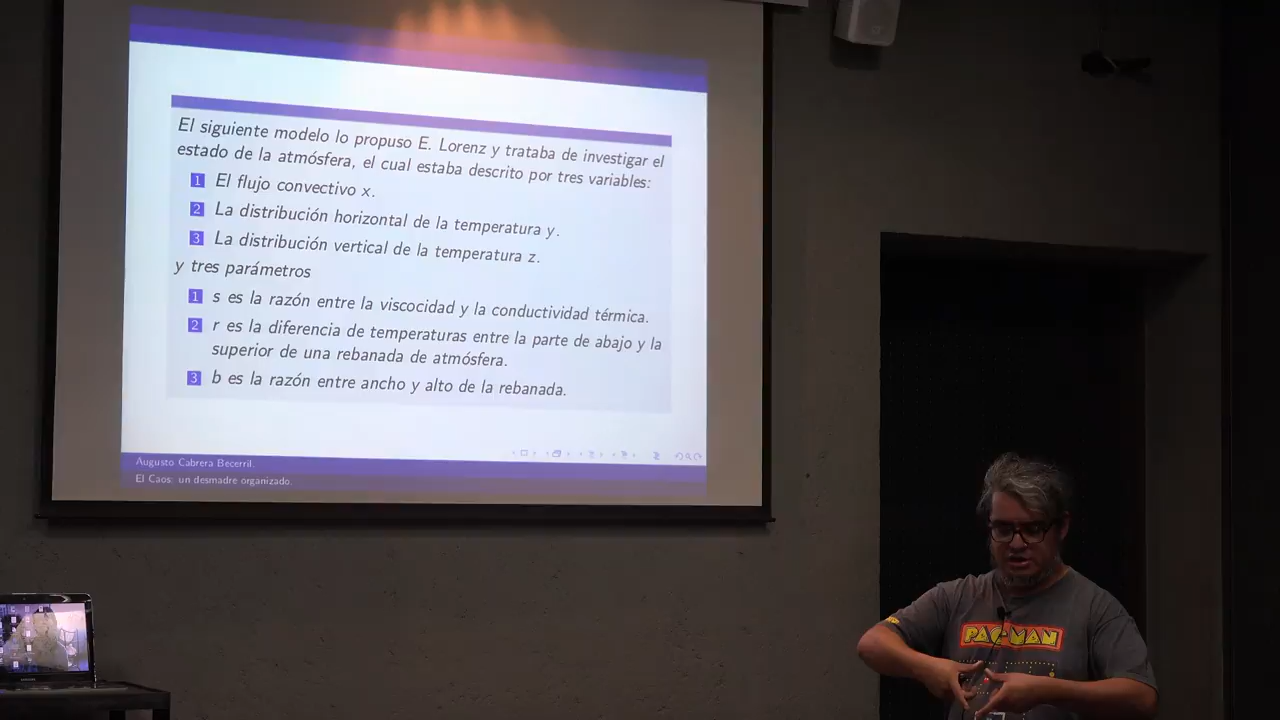 El siguiente modelo lo propuso E. Lorenz y trataba de investigar el
estado de la atmósfera, el cual estaba descrito por tres variables:
1 El flujo convectivo x.
2 La distribución horizontal de la temperatura y.
3 La distribución vertical de la temperatura z.
y tres parámetros
1 s es la razón entre la viscocidad y la conductividad térmica.
2 r es la diferencia de temperaturas entre la parte de abajo y la
superior de una rebanada de atmósfera.
3 b es la razón entre ancho y alto de la rebanada.
Augusto Cabrera Becerril.
El Caos: un desmadre organizado.
PAC-MAN